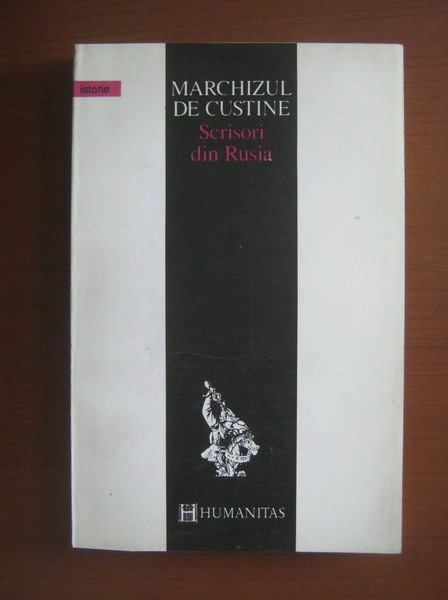 istorie
MARCHIZUL
DE CUSTINE
Scrisori
din Rusia
H HUMANITAS